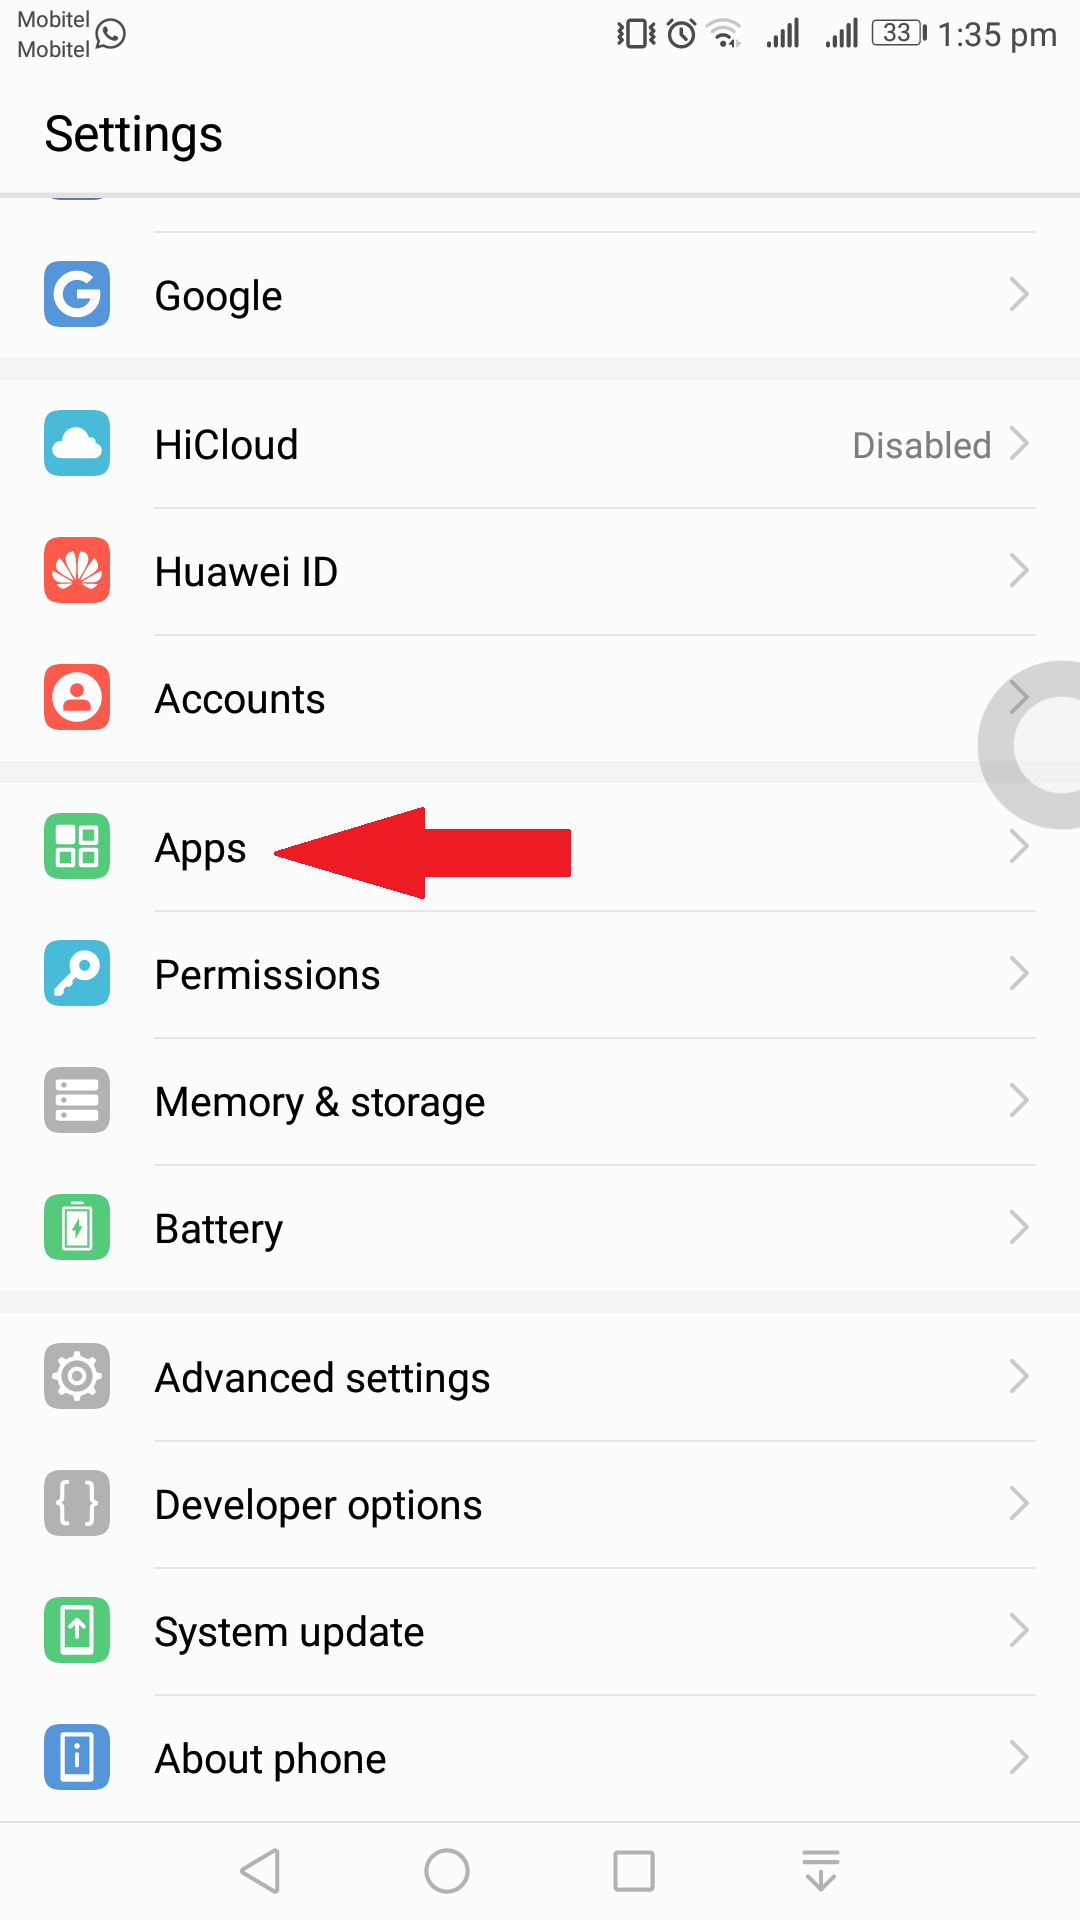 Mobitel
Mobitel
33 1:35 pm
Settings
Google
HiCloud Disabled
Huawei ID
Accounts
Apps
Permissions
Memory & storage
Battery
Advanced settings
Developer options
System update
About phone